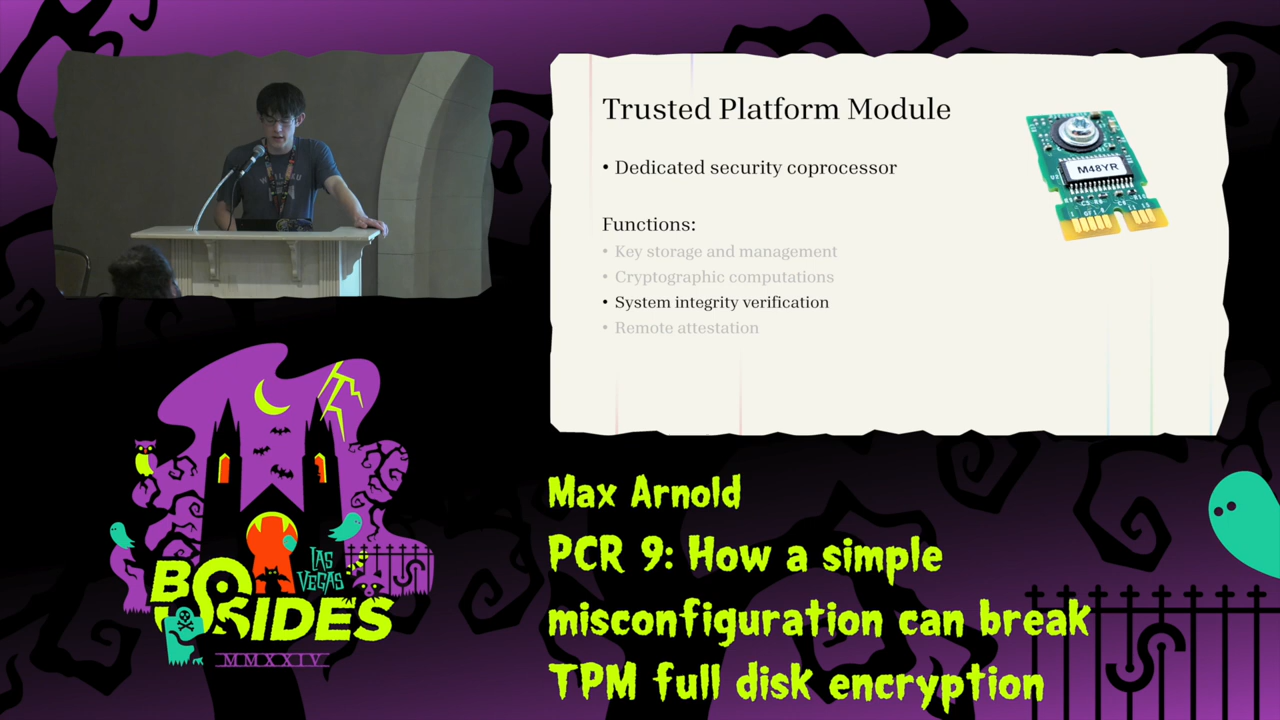 Trusted Platform Module
• Dedicated security coprocessor
Functions:
• Key storage and management
• Cryptographic computations
• System integrity verification
• Remote attestation
M48YR
BSIDES
LAS
VEGAS
MMXXIV
Max Arnold
PCR 9: How a simple
misconfiguration can break
TPM full disk encryption